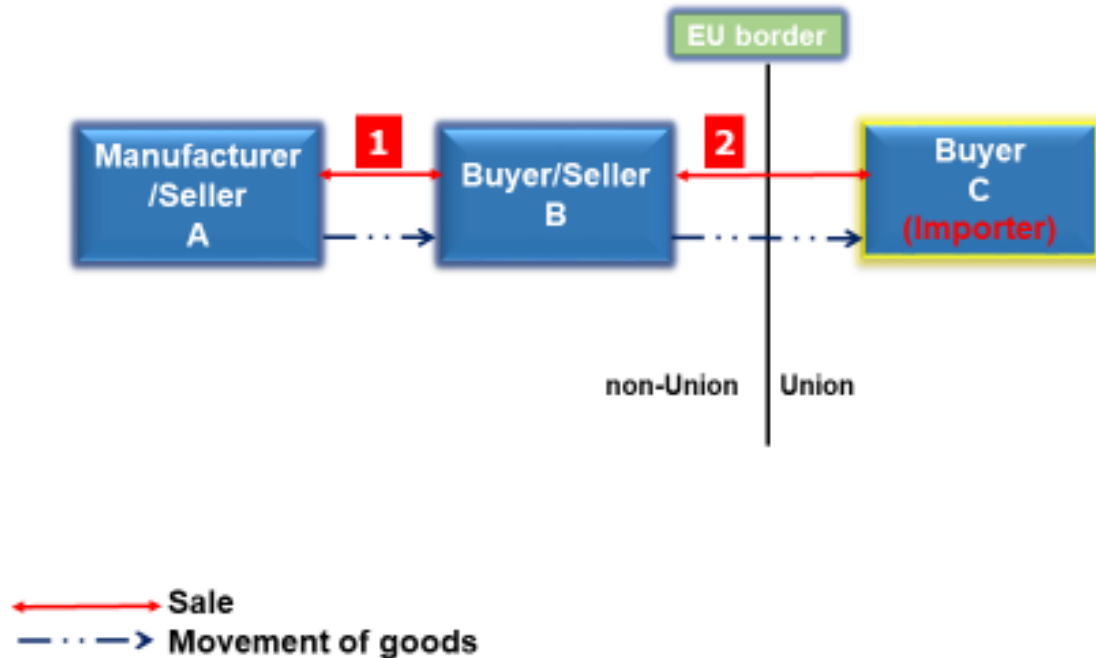 EU border
1
2
Manufacturer
/Seller
A
Buyer/Seller
B
Buyer
C
(Importer)
non-Union
Union
Sale
Movement of goods